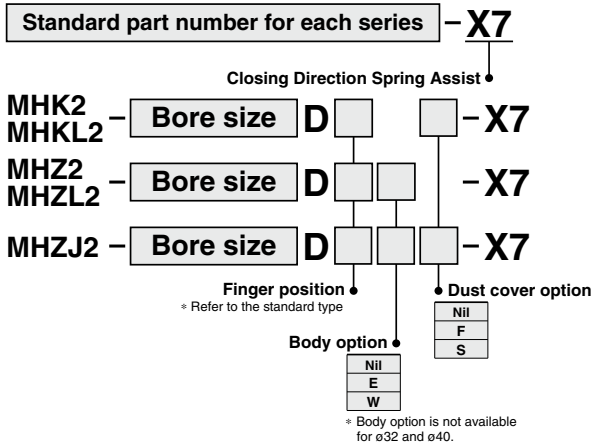 Standard part number for each series – X7
Closing Direction Spring Assist
MHK2
MHKL2 – Bore size D – X7
MHZ2
MHZL2 – Bore size D – X7
MHZJ2 – Bore size D – X7
Finger position
* Refer to the standard type
Dust cover option
Nil
F
S
Body option
Nil
E
W
* Body option is not available
for ø32 and ø40.